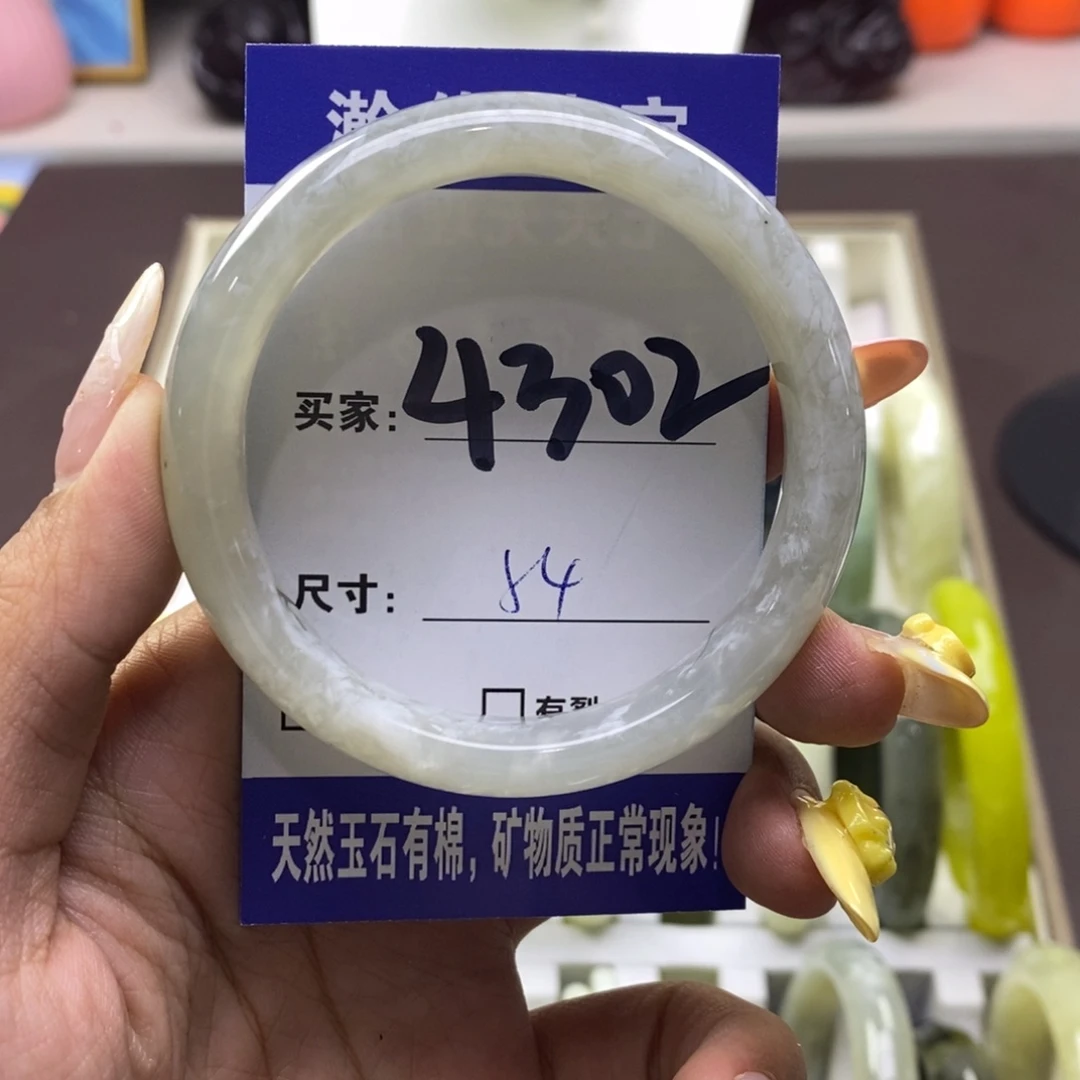 买家: 4302
尺寸: 54
□ 有裂
天然玉石有棉, 矿物质正常现象!